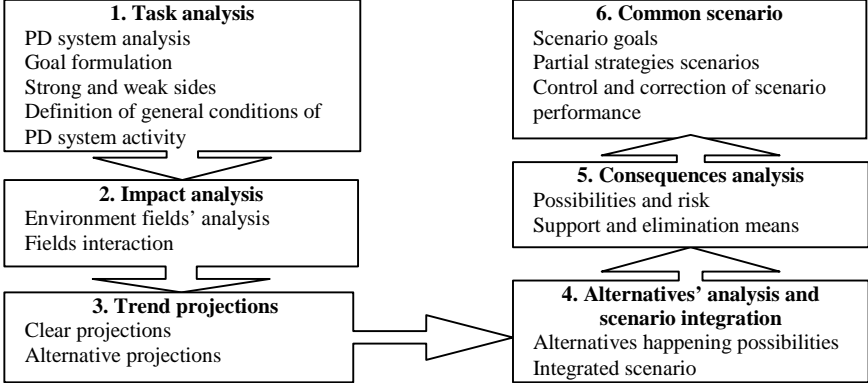 1. Task analysis
PD system analysis
Goal formulation
Strong and weak sides
Definition of general conditions of
PD system activity
2. Impact analysis
Environment fields' analysis
Fields interaction
3. Trend projections
Clear projections
Alternative projections
4. Alternatives' analysis and
scenario integration
Alternatives happening possibilities
Integrated scenario
5. Consequences analysis
Possibilities and risk
Support and elimination means
6. Common scenario
Scenario goals
Partial strategies scenarios
Control and correction of scenario
performance